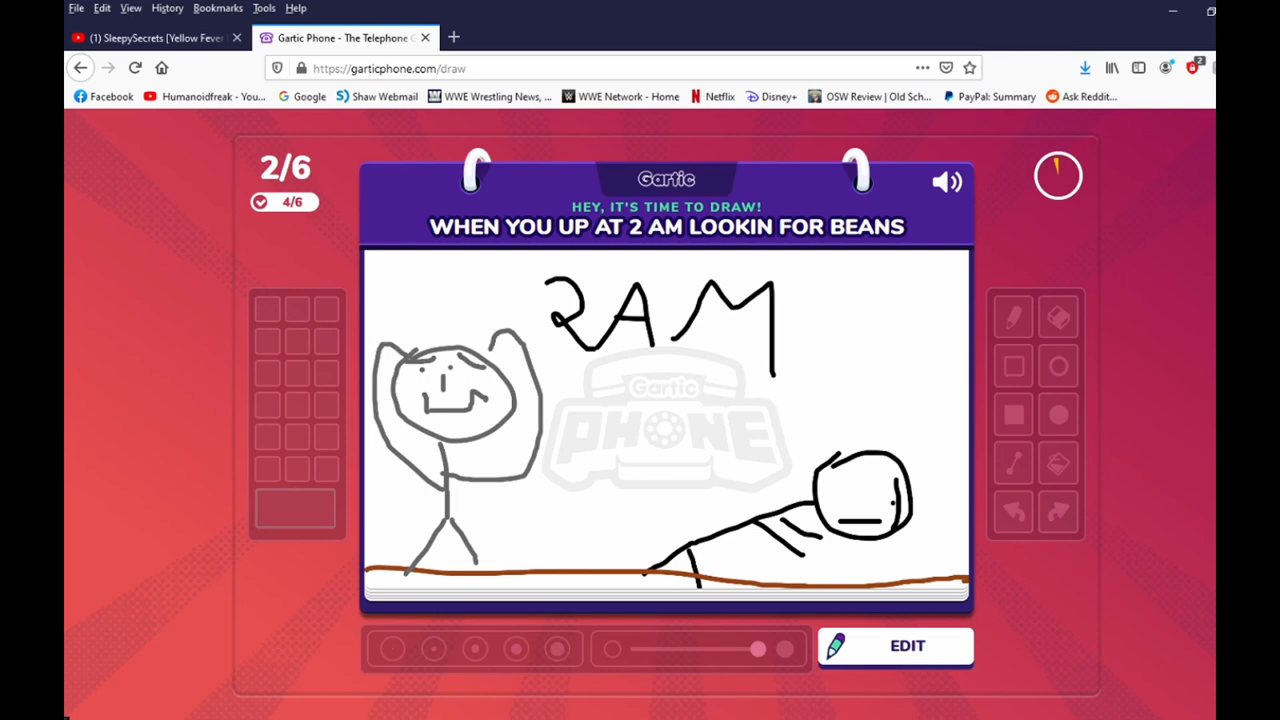 File Edit View History Bookmarks Tools Help
(1) SleepySecrets [Yellow Fever
Gartic Phone - The Telephone G
https://garticphone.com/draw
Facebook Humanoidfreak - You... Google Shaw Webmail WWE Wrestling News, ... WWE Network - Home Netflix Disney+ OSW Review | Old Sch... PayPal: Summary Ask Reddit...
2
2/6
4/6
Gartic
HEY, IT'S TIME TO DRAW!
WHEN YOU UP AT 2 AM LOOKIN FOR BEANS
2AM
Gartic
PHONE
EDIT